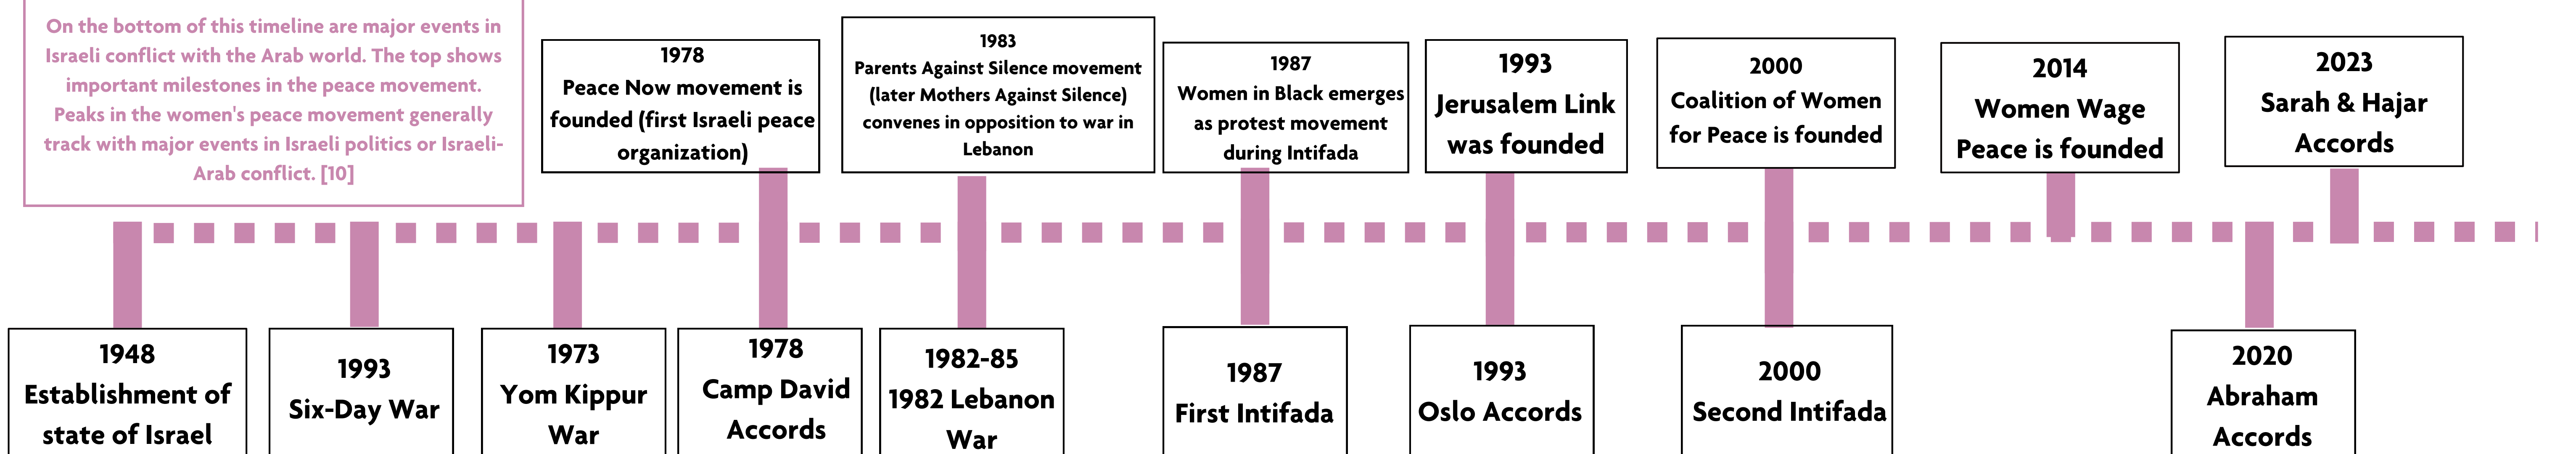 On the bottom of this timeline are major events in
Israeli conflict with the Arab world. The top shows
important milestones in the peace movement.
Peaks in the women's peace movement generally
track with major events in Israeli politics or Israeli-
Arab conflict. [10]
1978
Peace Now movement is
founded (first Israeli peace
organization)
1983
Parents Against Silence movement
(later Mothers Against Silence)
convenes in opposition to war in
Lebanon
1987
Women in Black emerges
as protest movement
during Intifada
1993
Jerusalem Link
was founded
2000
Coalition of Women
for Peace is founded
2014
Women Wage
Peace is founded
2023
Sarah & Hajar
Accords
1948
Establishment of
state of Israel
1993
Six-Day War
1973
Yom Kippur
War
1978
Camp David
Accords
1982-85
1982 Lebanon
War
1987
First Intifada
1993
Oslo Accords
2000
Second Intifada
2020
Abraham
Accords